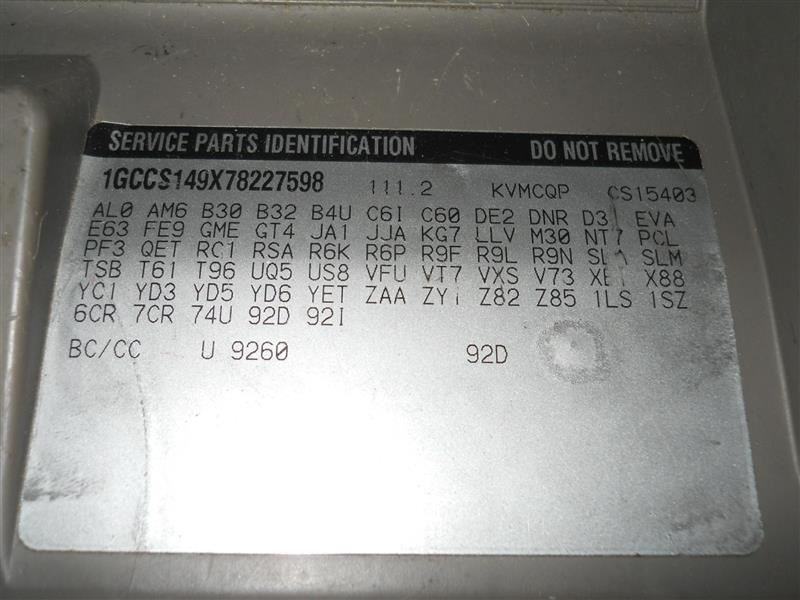 SERVICE PARTS IDENTIFICATION DO NOT REMOVE
1GCCS149X78227598 111.2 KVMCQP CS15403
AL0 AM6 B30 B32 B4U C6I C60 DE2 DNR EVA
E63 FE9 GME GT4 JA1 JJA KG7 LLV M30 NT7 PCL
PF3 QET RC1 RSA R6K R6P R9F R9L R9N SLM
TSB T61 T96 UQ5 US8 VFU VT7 VXS V73 X88
YC1 YD3 YD5 YD6 YET ZAA ZY1 Z82 Z85 1LS 1SZ
6CR 7CR 74U 92D 92I
BC/CC U 9260 92D